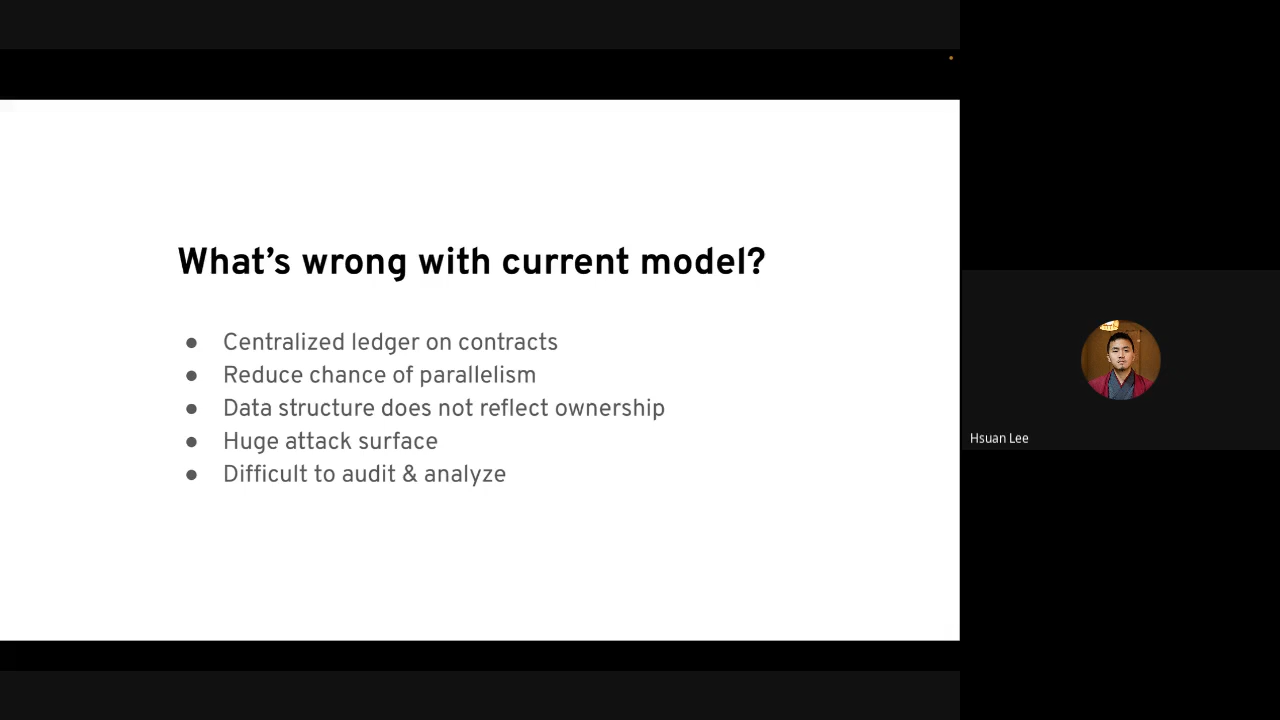 What’s wrong with current model?
● Centralized ledger on contracts
● Reduce chance of parallelism
● Data structure does not reflect ownership
● Huge attack surface
● Difficult to audit & analyze
Hsuan Lee